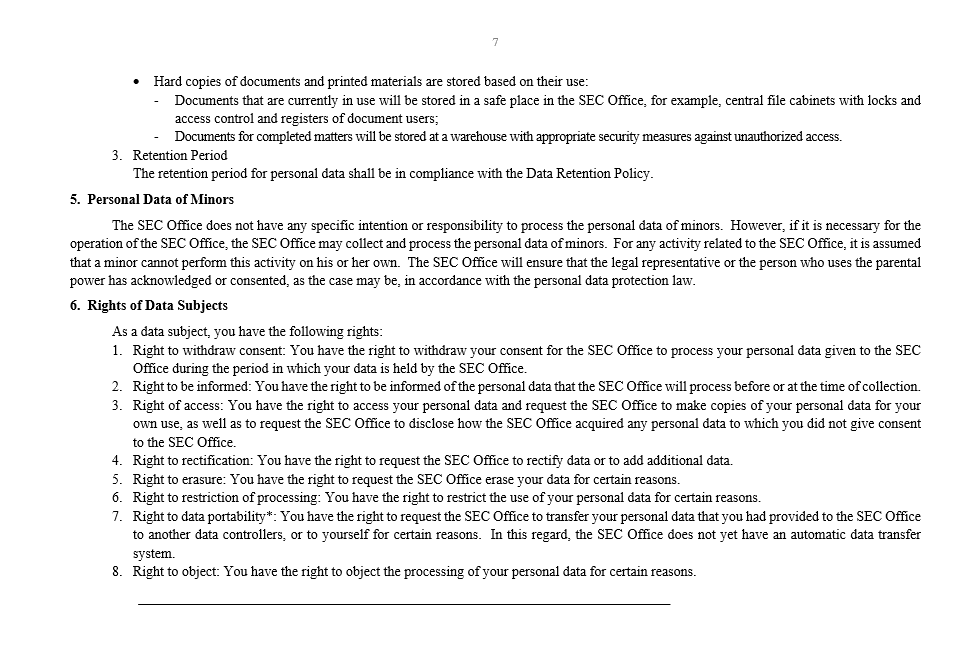 7
• Hard copies of documents and printed materials are stored based on their use:
- Documents that are currently in use will be stored in a safe place in the SEC Office, for example, central file cabinets with locks and
access control and registers of document users;
- Documents for completed matters will be stored at a warehouse with appropriate security measures against unauthorized access.
3. Retention Period
The retention period for personal data shall be in compliance with the Data Retention Policy.
5. Personal Data of Minors
The SEC Office does not have any specific intention or responsibility to process the personal data of minors. However, if it is necessary for the
operation of the SEC Office, the SEC Office may collect and process the personal data of minors. For any activity related to the SEC Office, it is assumed
that a minor cannot perform this activity on his or her own. The SEC Office will ensure that the legal representative or the person who uses the parental
power has acknowledged or consented, as the case may be, in accordance with the personal data protection law.
6. Rights of Data Subjects
As a data subject, you have the following rights:
1. Right to withdraw consent: You have the right to withdraw your consent for the SEC Office to process your personal data given to the SEC
Office during the period in which your data is held by the SEC Office.
2. Right to be informed: You have the right to be informed of the personal data that the SEC Office will process before or at the time of collection.
3. Right of access: You have the right to access your personal data and request the SEC Office to make copies of your personal data for your
own use, as well as to request the SEC Office to disclose how the SEC Office acquired any personal data to which you did not give consent
to the SEC Office.
4. Right to rectification: You have the right to request the SEC Office to rectify data or to add additional data.
5. Right to erasure: You have the right to request the SEC Office erase your data for certain reasons.
6. Right to restriction of processing: You have the right to restrict the use of your personal data for certain reasons.
7. Right to data portability*: You have the right to request the SEC Office to transfer your personal data that you had provided to the SEC Office
to another data controllers, or to yourself for certain reasons. In this regard, the SEC Office does not yet have an automatic data transfer
system.
8. Right to object: You have the right to object the processing of your personal data for certain reasons.